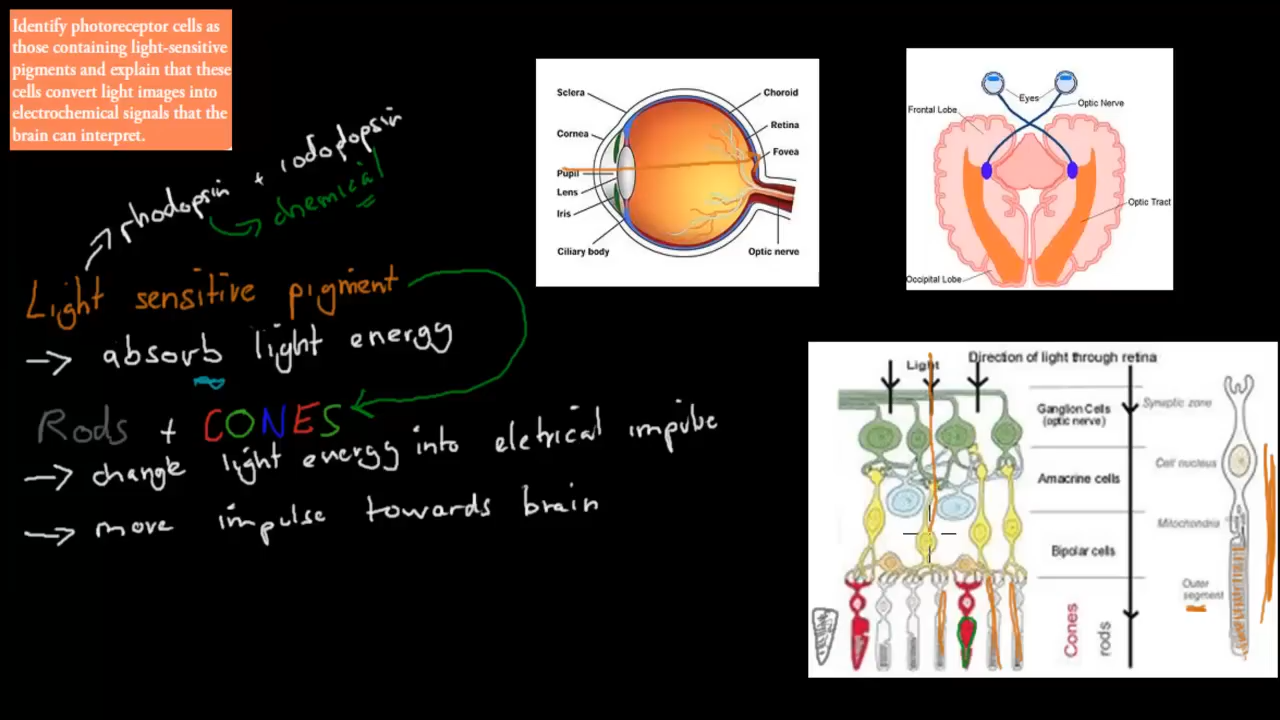 Identify photoreceptor cells as
those containing light-sensitive
pigments and explain that these
cells convert light images into
electrochemical signals that the
brain can interpret.
rhodopsin + iodopopsin
chemical
Light sensitive pigment
→ absorb light energy
Rods + CONES
→ change light energy into eletrical impulse
→ move impulse towards brain
Sclera
Cornea
Pupil
Lens
Iris
Ciliary body
Choroid
Retina
Fovea
Optic nerve
Eyes
Optic Nerve
Frontal Lobe
Optic Tract
Occipital Lobe
Light
Direction of light through retina
Ganglion Cells
(optic nerve)
Amacrine cells
Bipolar cells
Cones
rods
Synaptic zone
Cell nucleus
Mitochondria
Outer
segment